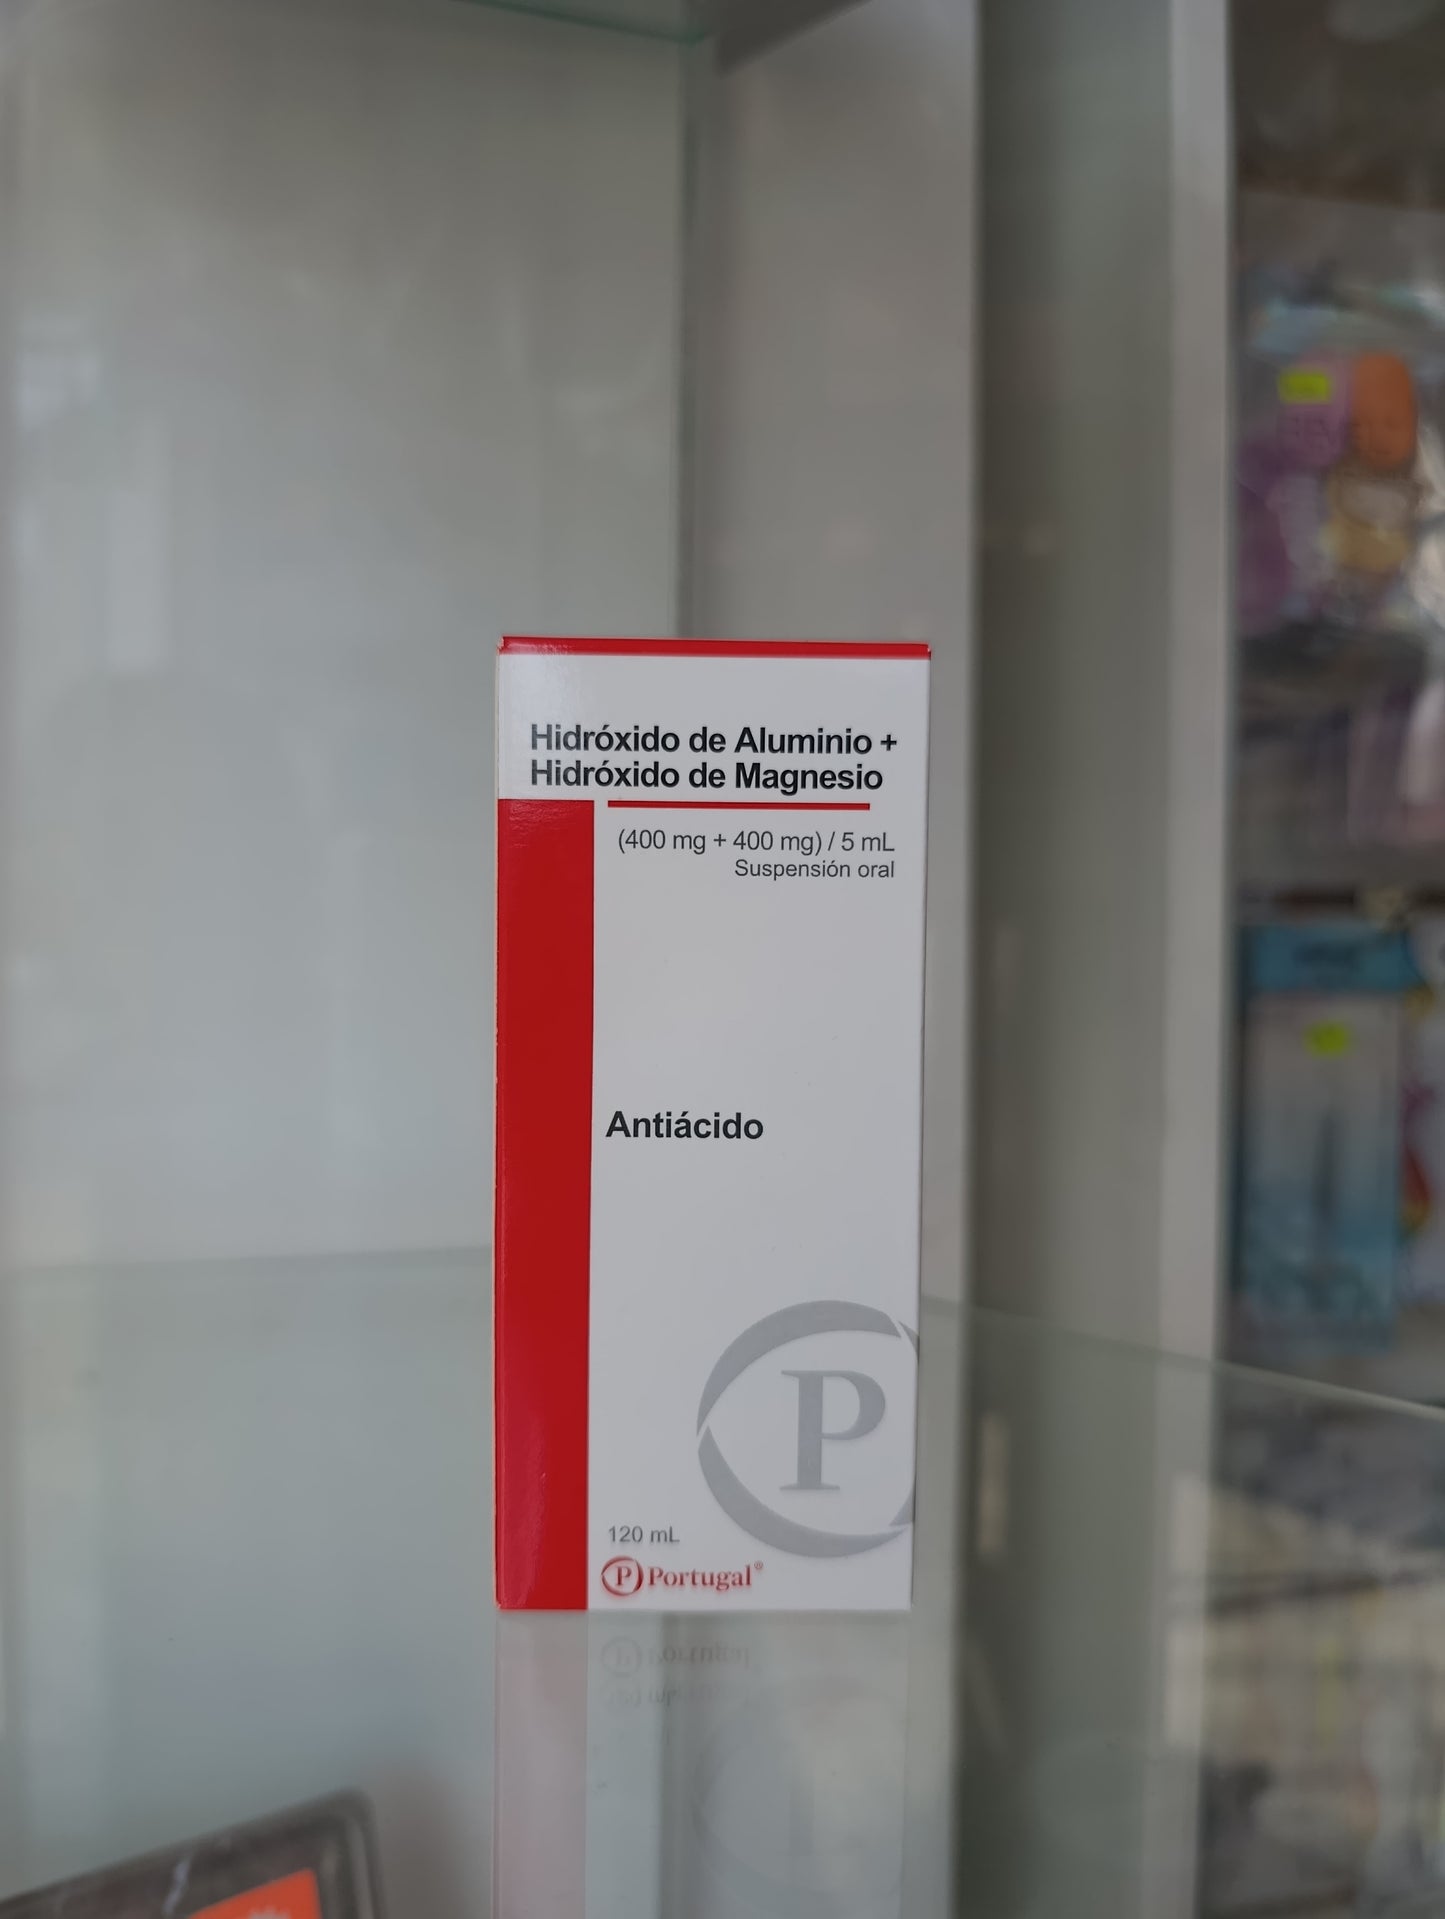 Hidróxido de Aluminio +
Hidróxido de Magnesio
(400 mg + 400 mg) / 5 mL
Suspensión oral
Antiácido
P
120 mL
P Portugal®